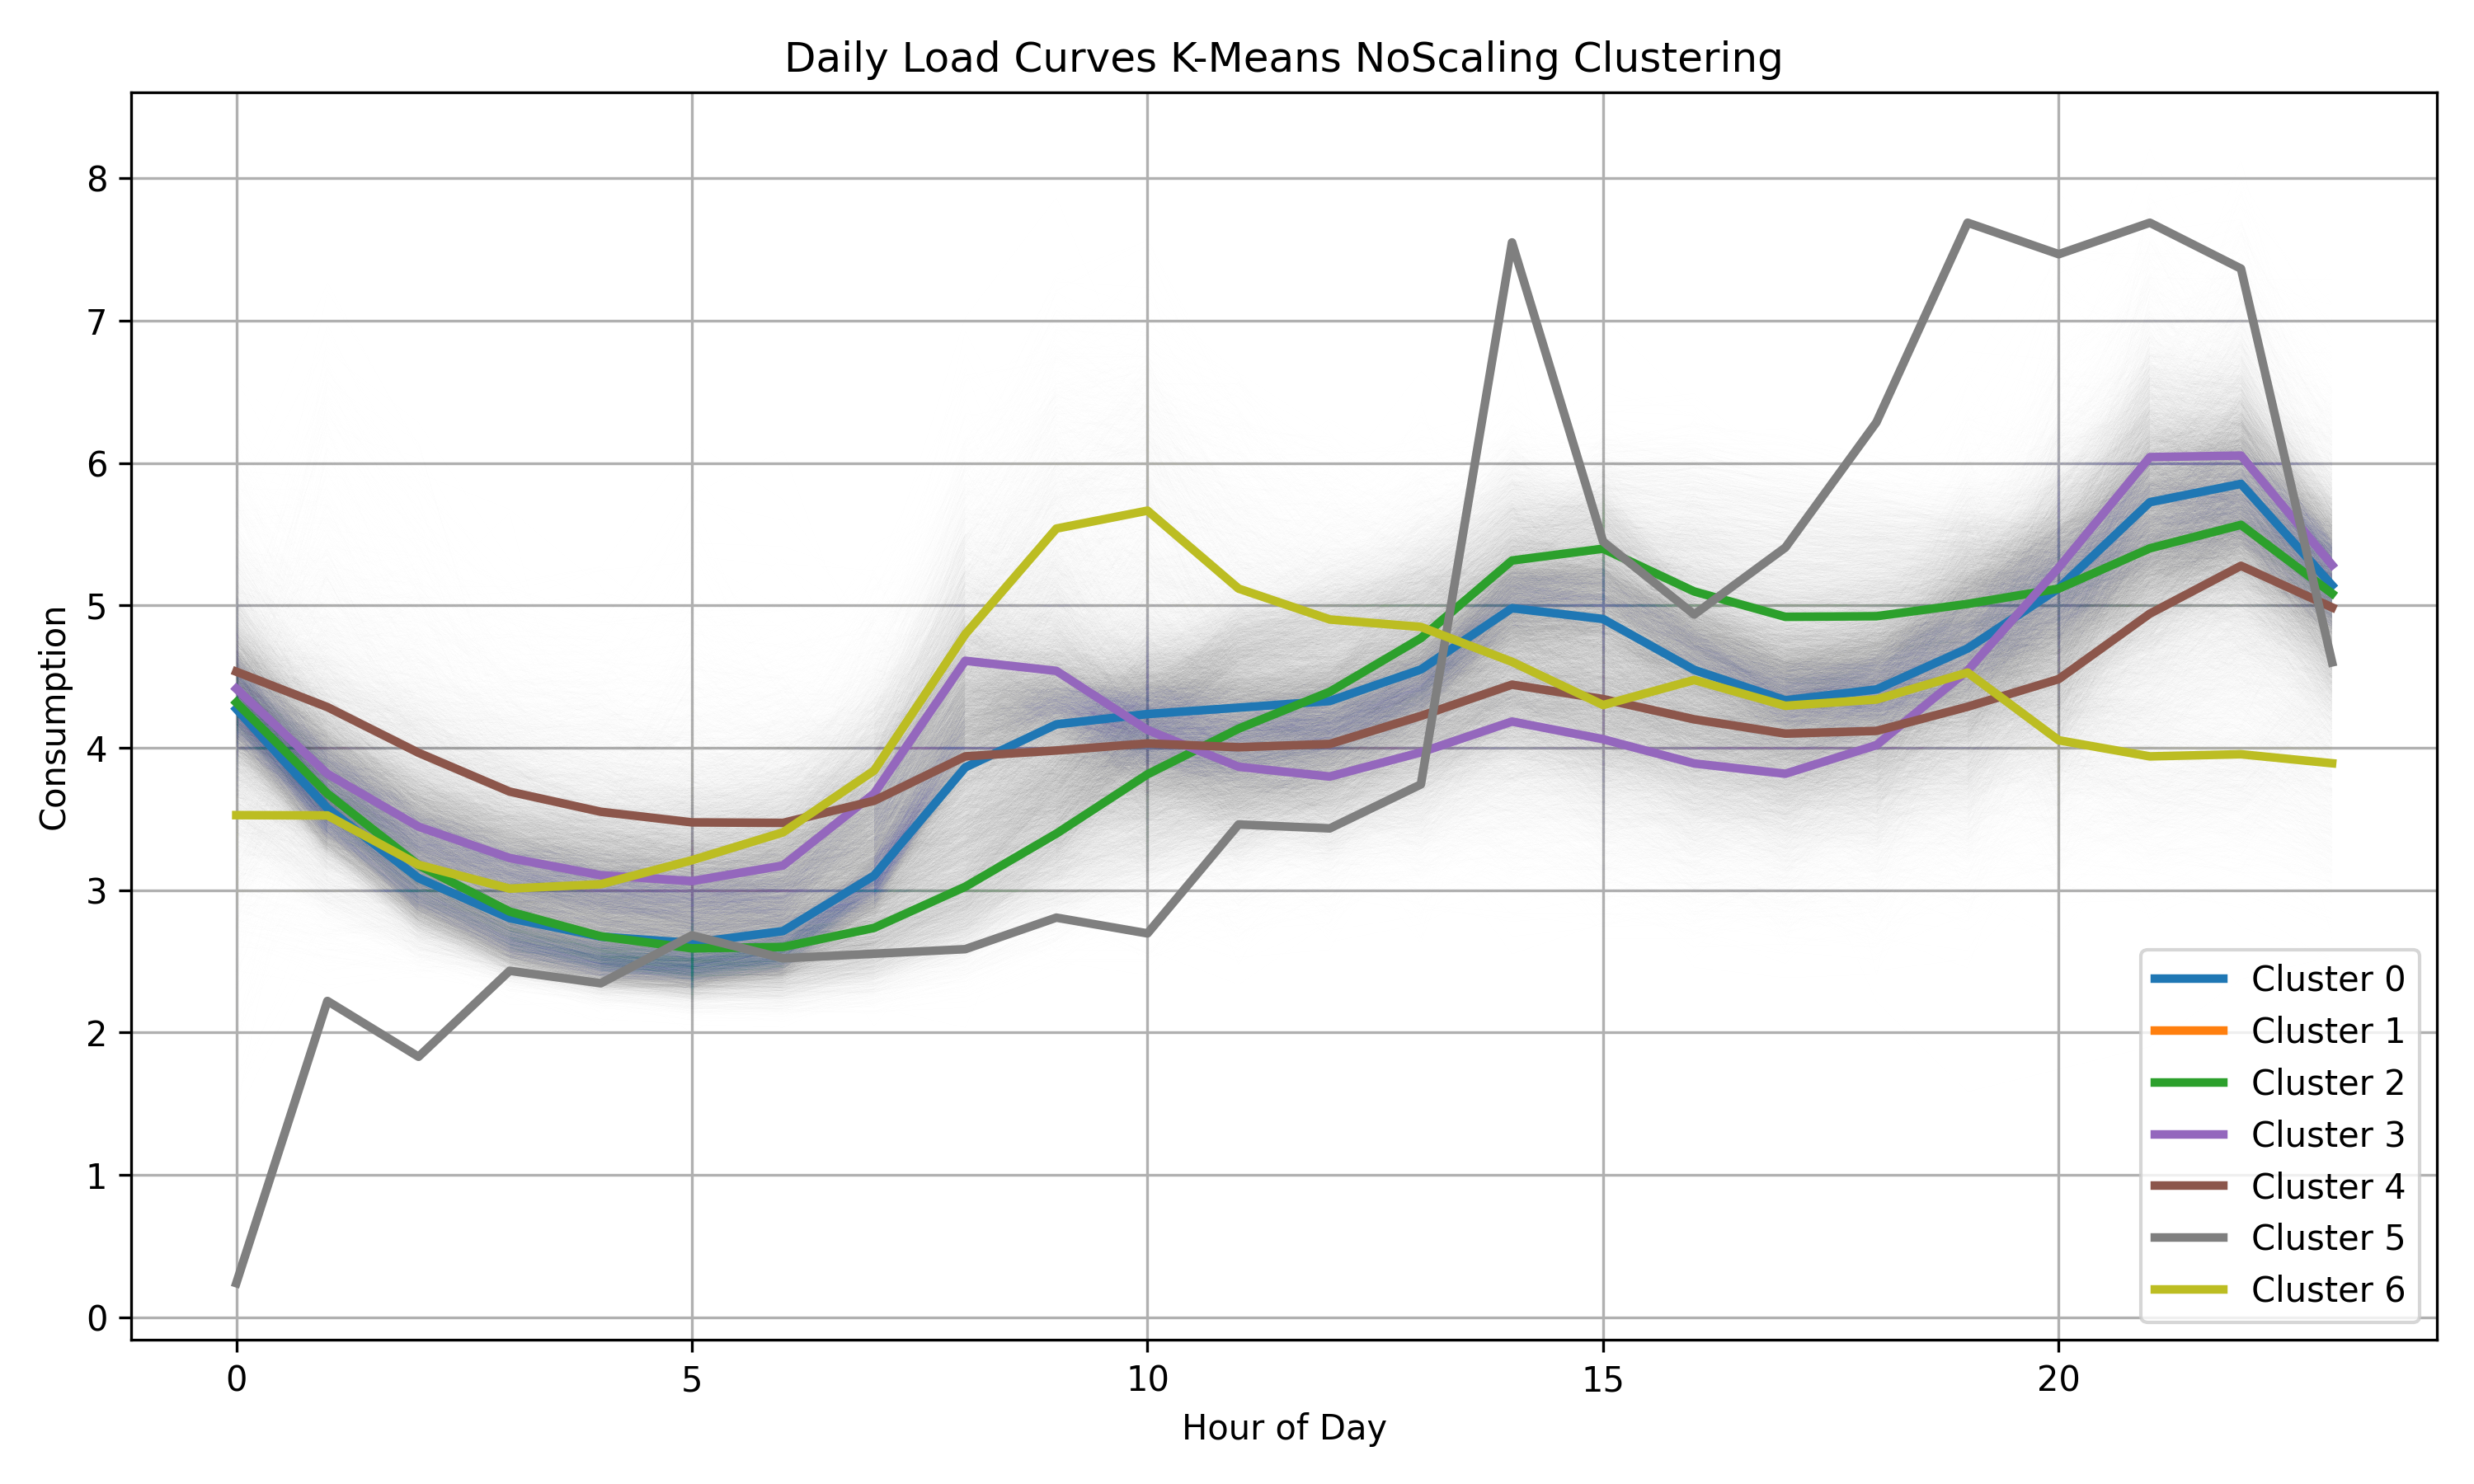 Daily Load Curves K-Means NoScaling Clustering
Consumption
8
7
6
5
4
3
2
1
0
0 5 10 15 20
Hour of Day
Cluster 0
Cluster 1
Cluster 2
Cluster 3
Cluster 4
Cluster 5
Cluster 6